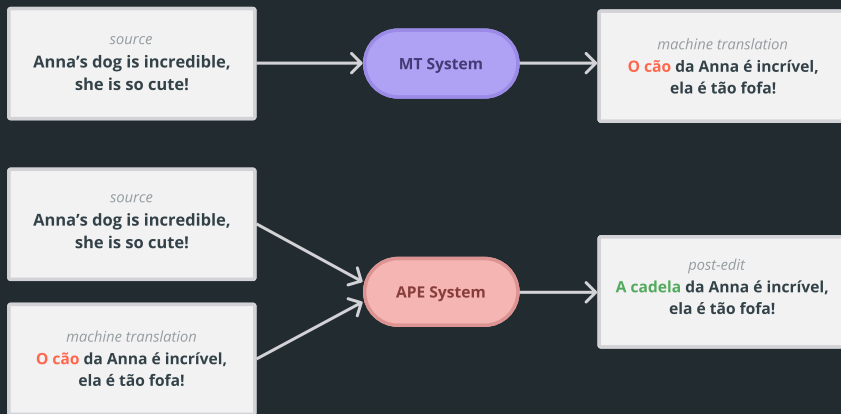 source
Anna’s dog is incredible,
she is so cute!
MT System
machine translation
O cão da Anna é incrível,
ela é tão fofa!
source
Anna’s dog is incredible,
she is so cute!
machine translation
O cão da Anna é incrível,
ela é tão fofa!
APE System
post-edit
A cadela da Anna é incrível,
ela é tão fofa!